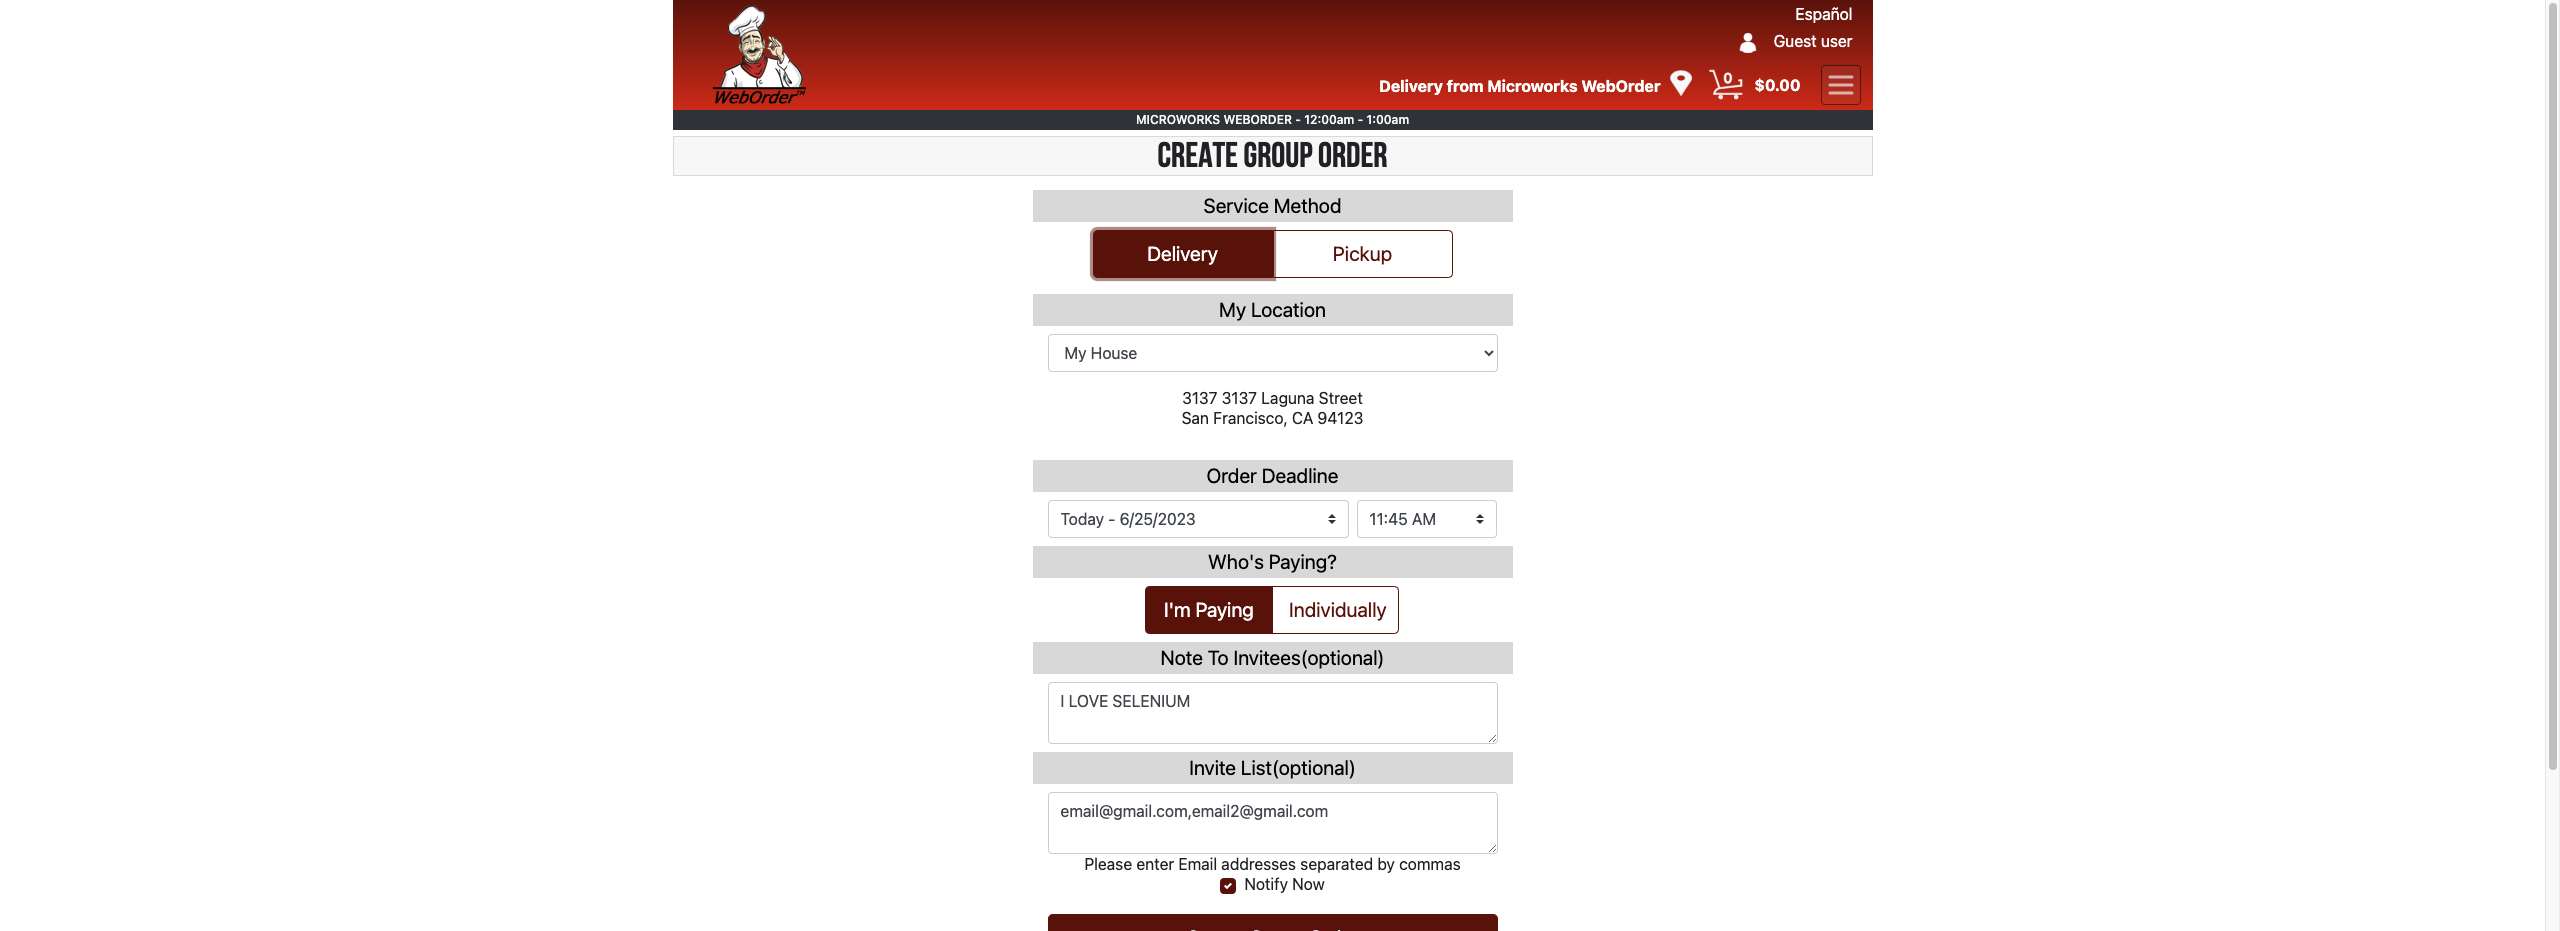 Español
Guest user
WebOrder™
Delivery from Microworks WebOrder 0 $0.00
MICROWORKS WEBORDER - 12:00am - 1:00am
CREATE GROUP ORDER
Service Method
Delivery Pickup
My Location
My House
3137 3137 Laguna Street
San Francisco, CA 94123
Order Deadline
Today - 6/25/2023 11:45 AM
Who's Paying?
I'm Paying Individually
Note To Invitees(optional)
I LOVE SELENIUM
Invite List(optional)
email@gmail.com,email2@gmail.com
Please enter Email addresses separated by commas
Notify Now